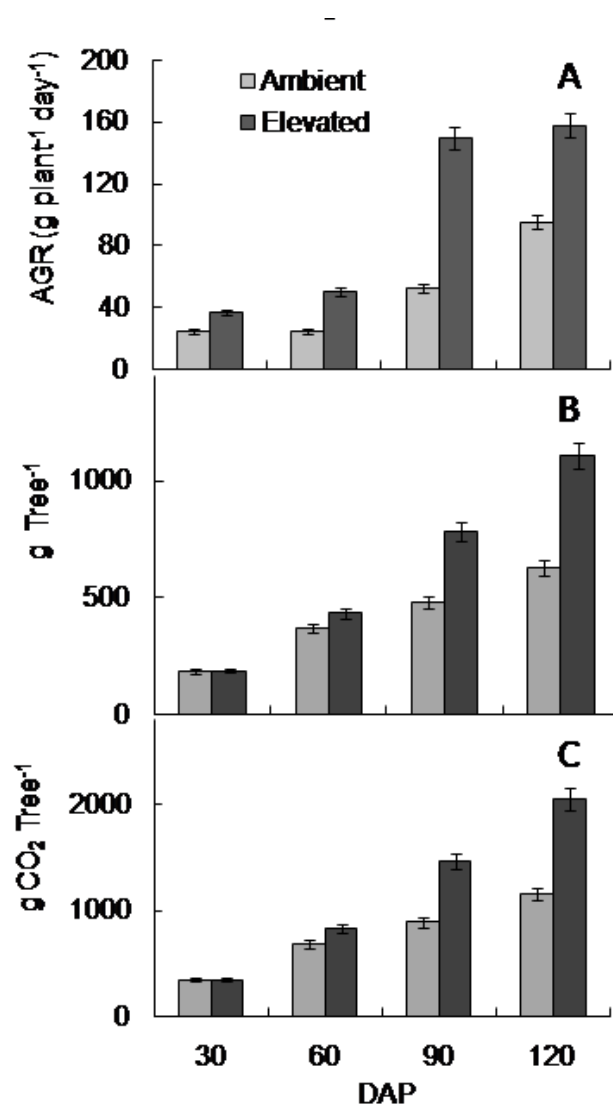 200
160
120
80
40
0
AGR (g plant⁻¹ day⁻¹)
Ambient
Elevated
A
1000
500
0
g Tree⁻¹
B
2000
1000
0
g CO₂ Tree⁻¹
C
30 60 90 120
DAP